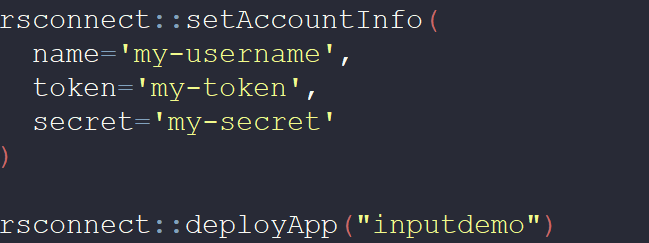 rsconnect::setAccountInfo(
  name='my-username',
  token='my-token',
  secret='my-secret'
)
rsconnect::deployApp("inputdemo")